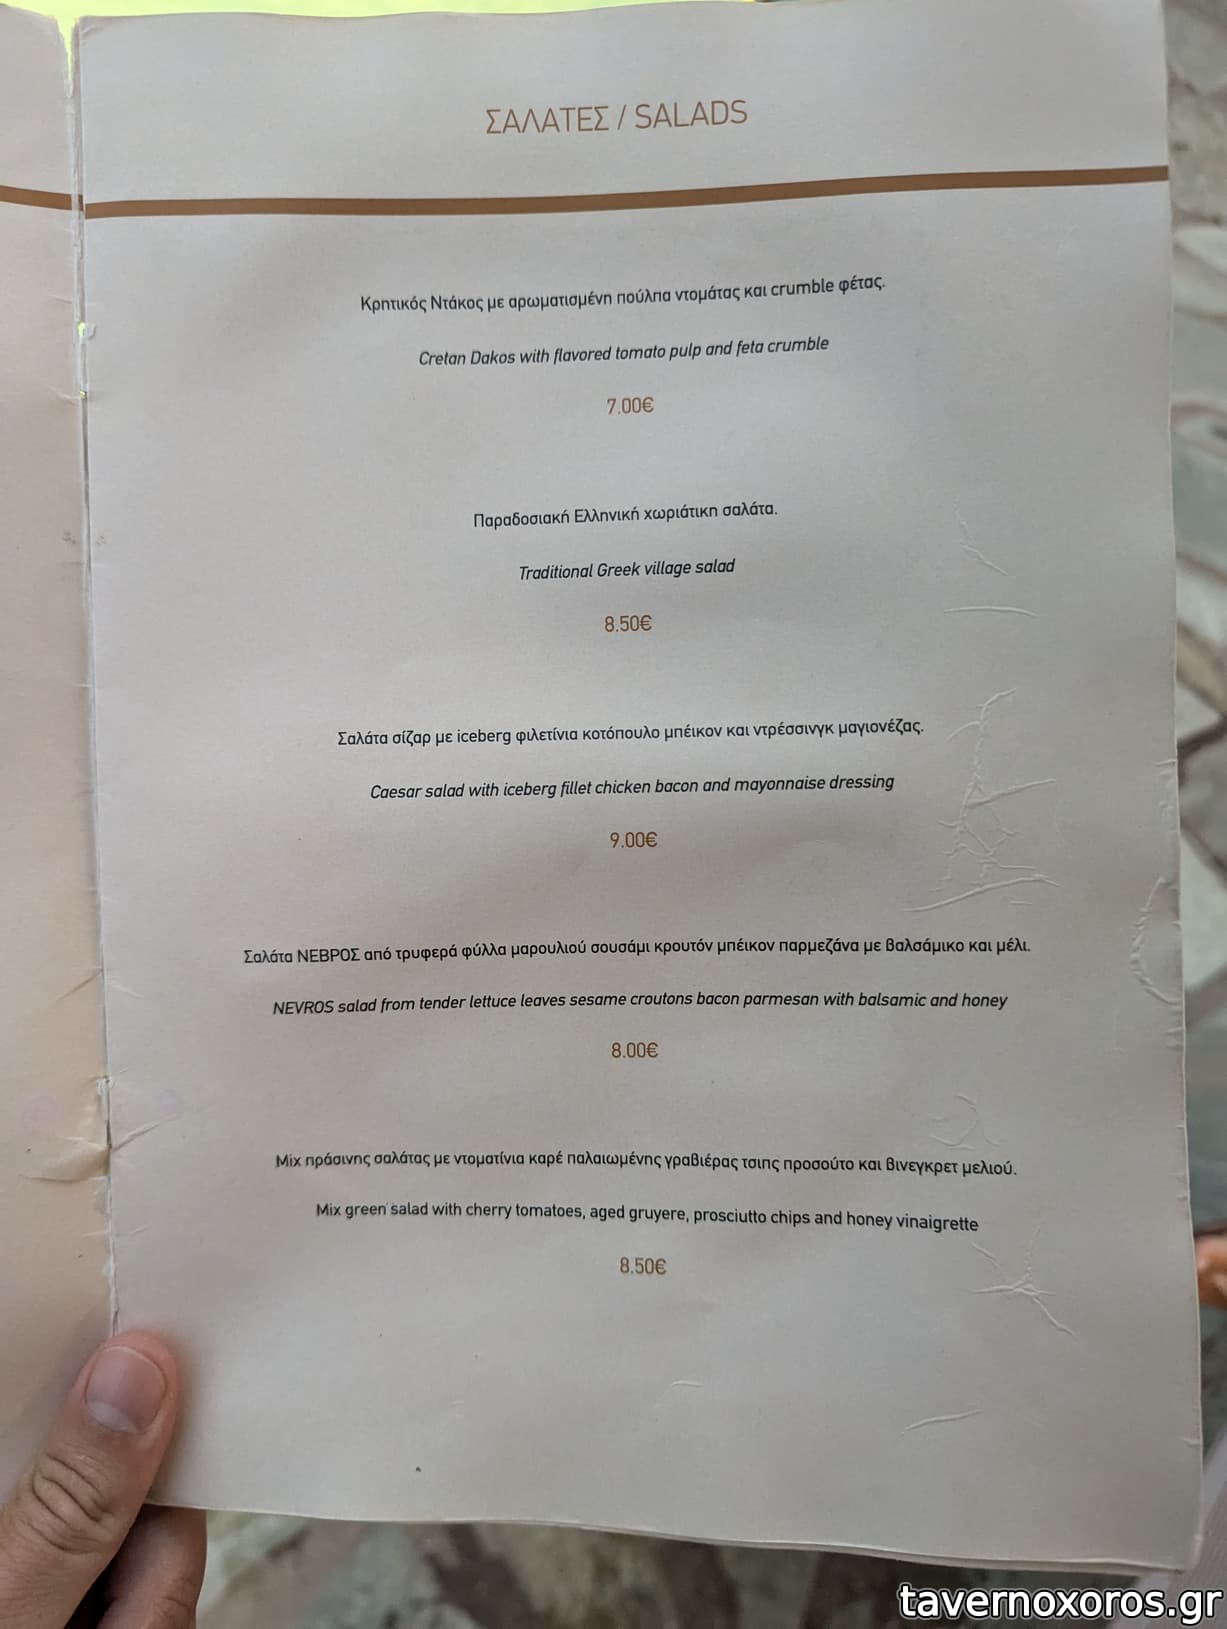 ΣΑΛΑΤΕΣ / SALADS
Κρητικός Ντάκος με αρωματισμένη πούλπα ντομάτας και crumble φέτας.
Cretan Dakos with flavored tomato pulp and feta crumble
7.00€
Παραδοσιακή Ελληνική χωριάτικη σαλάτα.
Traditional Greek village salad
8.50€
Σαλάτα σίζαρ με iceberg φιλετίνια κοτόπουλο μπέικον και ντρέσσινγκ μαγιονέζας.
Caesar salad with iceberg fillet chicken bacon and mayonnaise dressing
9.00€
Σαλάτα ΝΕΒΡΟΣ από τρυφερά φύλλα μαρουλιού σουσάμι κρουτόν μπέικον παρμεζάνα με βαλσάμικο και μέλι.
NEVROS salad from tender lettuce leaves sesame croutons bacon parmesan with balsamic and honey
8.00€
Mix πράσινης σαλάτας με ντοματίνια καρέ παλαιωμένης γραβιέρας τσιπς προσούτο και βινεγκρετ μελιού.
Mix green salad with cherry tomatoes, aged gruyere, prosciutto chips and honey vinaigrette
8.50€
tavernoxoros.gr